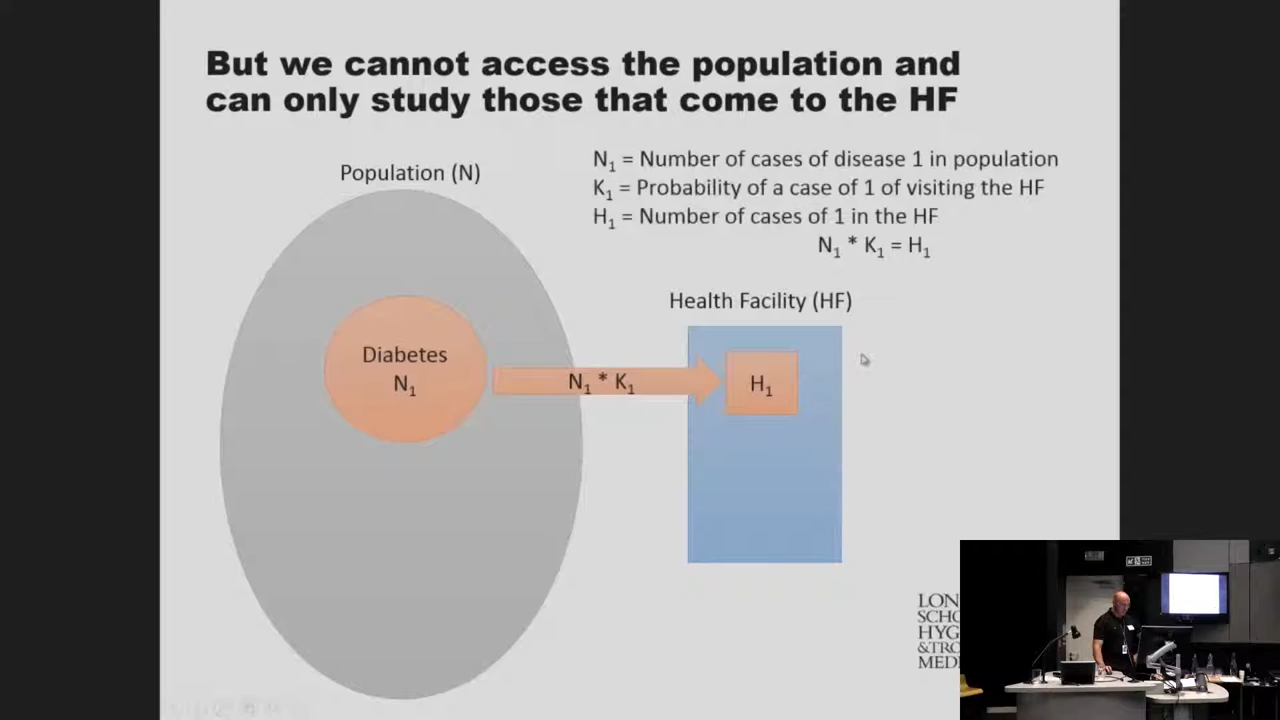 But we cannot access the population and
can only study those that come to the HF
Population (N)
N₁ = Number of cases of disease 1 in population
K₁ = Probability of a case of 1 of visiting the HF
H₁ = Number of cases of 1 in the HF
N₁ * K₁ = H₁
Health Facility (HF)
Diabetes
N₁
N₁ * K₁
H₁
LON
SCHO
HYG
&TRO
MEDI